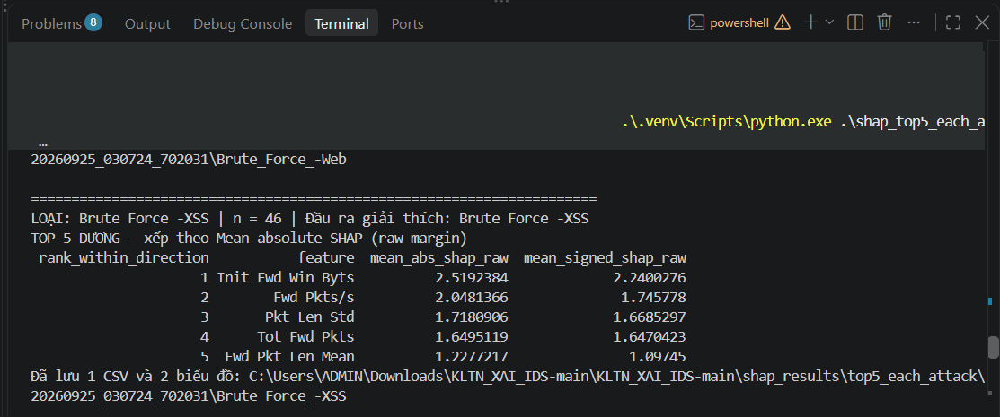 Problems 8 Output Debug Console Terminal Ports powershell
.\.venv\Scripts\python.exe .\shap_top5_each_a
…
20260925_030724_702031\Brute_Force_-Web
======================================================================
LOẠI: Brute Force -XSS | n = 46 | Đầu ra giải thích: Brute Force -XSS
TOP 5 DƯƠNG — xếp theo Mean absolute SHAP (raw margin)
rank_within_direction feature mean_abs_shap_raw mean_signed_shap_raw
1 Init Fwd Win Byts 2.5192384 2.2400276
2 Fwd Pkts/s 2.0481366 1.745778
3 Pkt Len Std 1.7180906 1.6685297
4 Tot Fwd Pkts 1.6495119 1.6470423
5 Fwd Pkt Len Mean 1.2277217 1.09745
Đã lưu 1 CSV và 2 biểu đồ: C:\Users\ADMIN\Downloads\KLTN_XAI_IDS-main\KLTN_XAI_IDS-main\shap_results\top5_each_attack\
20260925_030724_702031\Brute_Force_-XSS